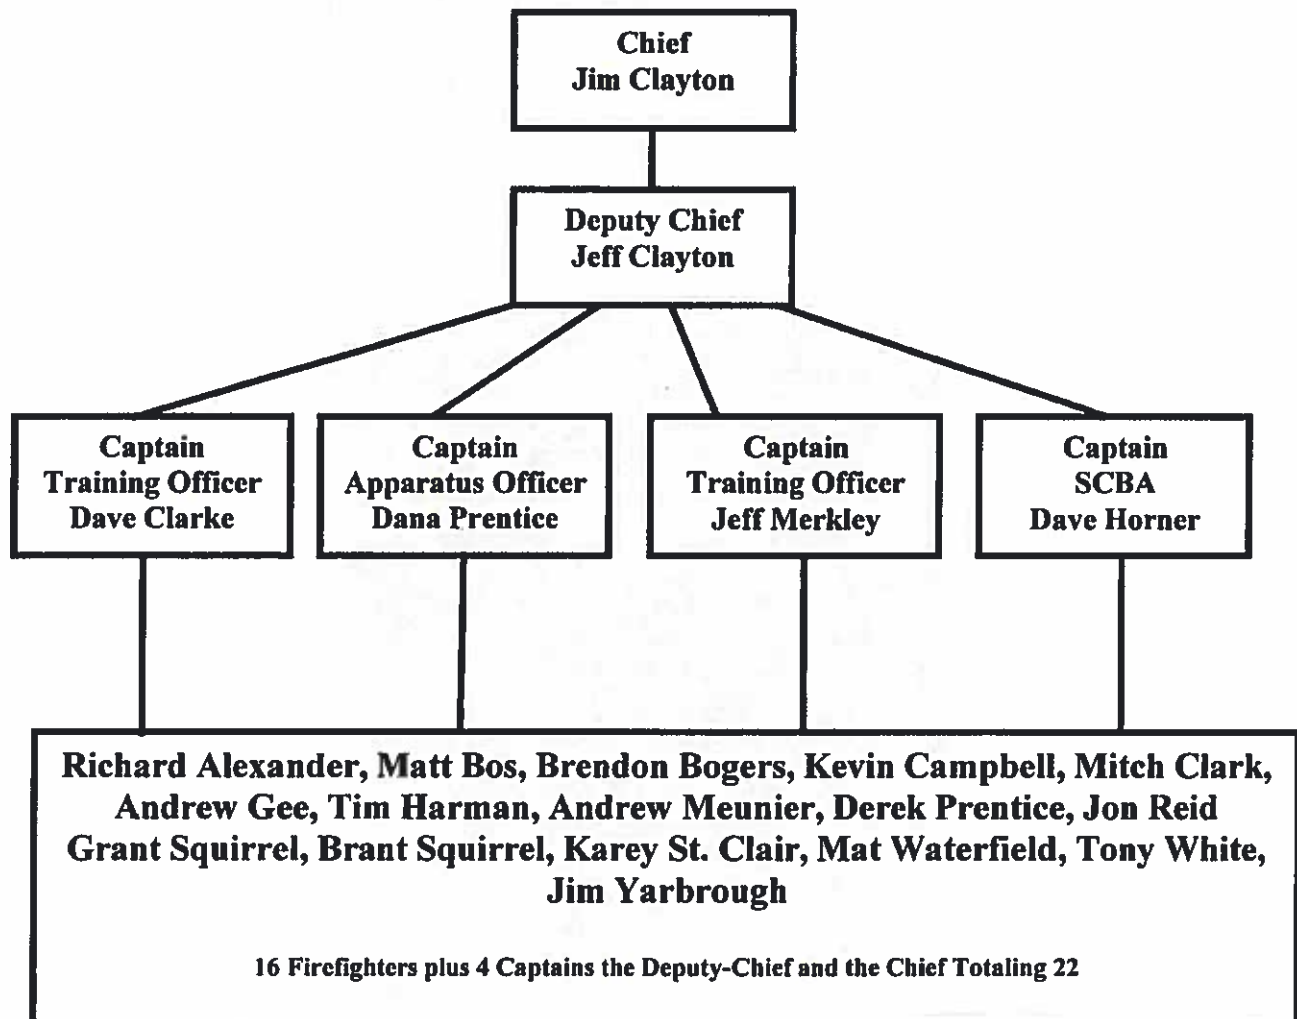 Chief
Jim Clayton
Deputy Chief
Jeff Clayton
Captain
Training Officer
Dave Clarke
Captain
Apparatus Officer
Dana Prentice
Captain
Training Officer
Jeff Merkley
Captain
SCBA
Dave Horner
Richard Alexander, Matt Bos, Brendon Bogers, Kevin Campbell, Mitch Clark,
Andrew Gee, Tim Harman, Andrew Meunier, Derek Prentice, Jon Reid
Grant Squirrel, Brant Squirrel, Karey St. Clair, Mat Waterfield, Tony White,
Jim Yarbrough
16 Firefighters plus 4 Captains the Deputy-Chief and the Chief Totaling 22